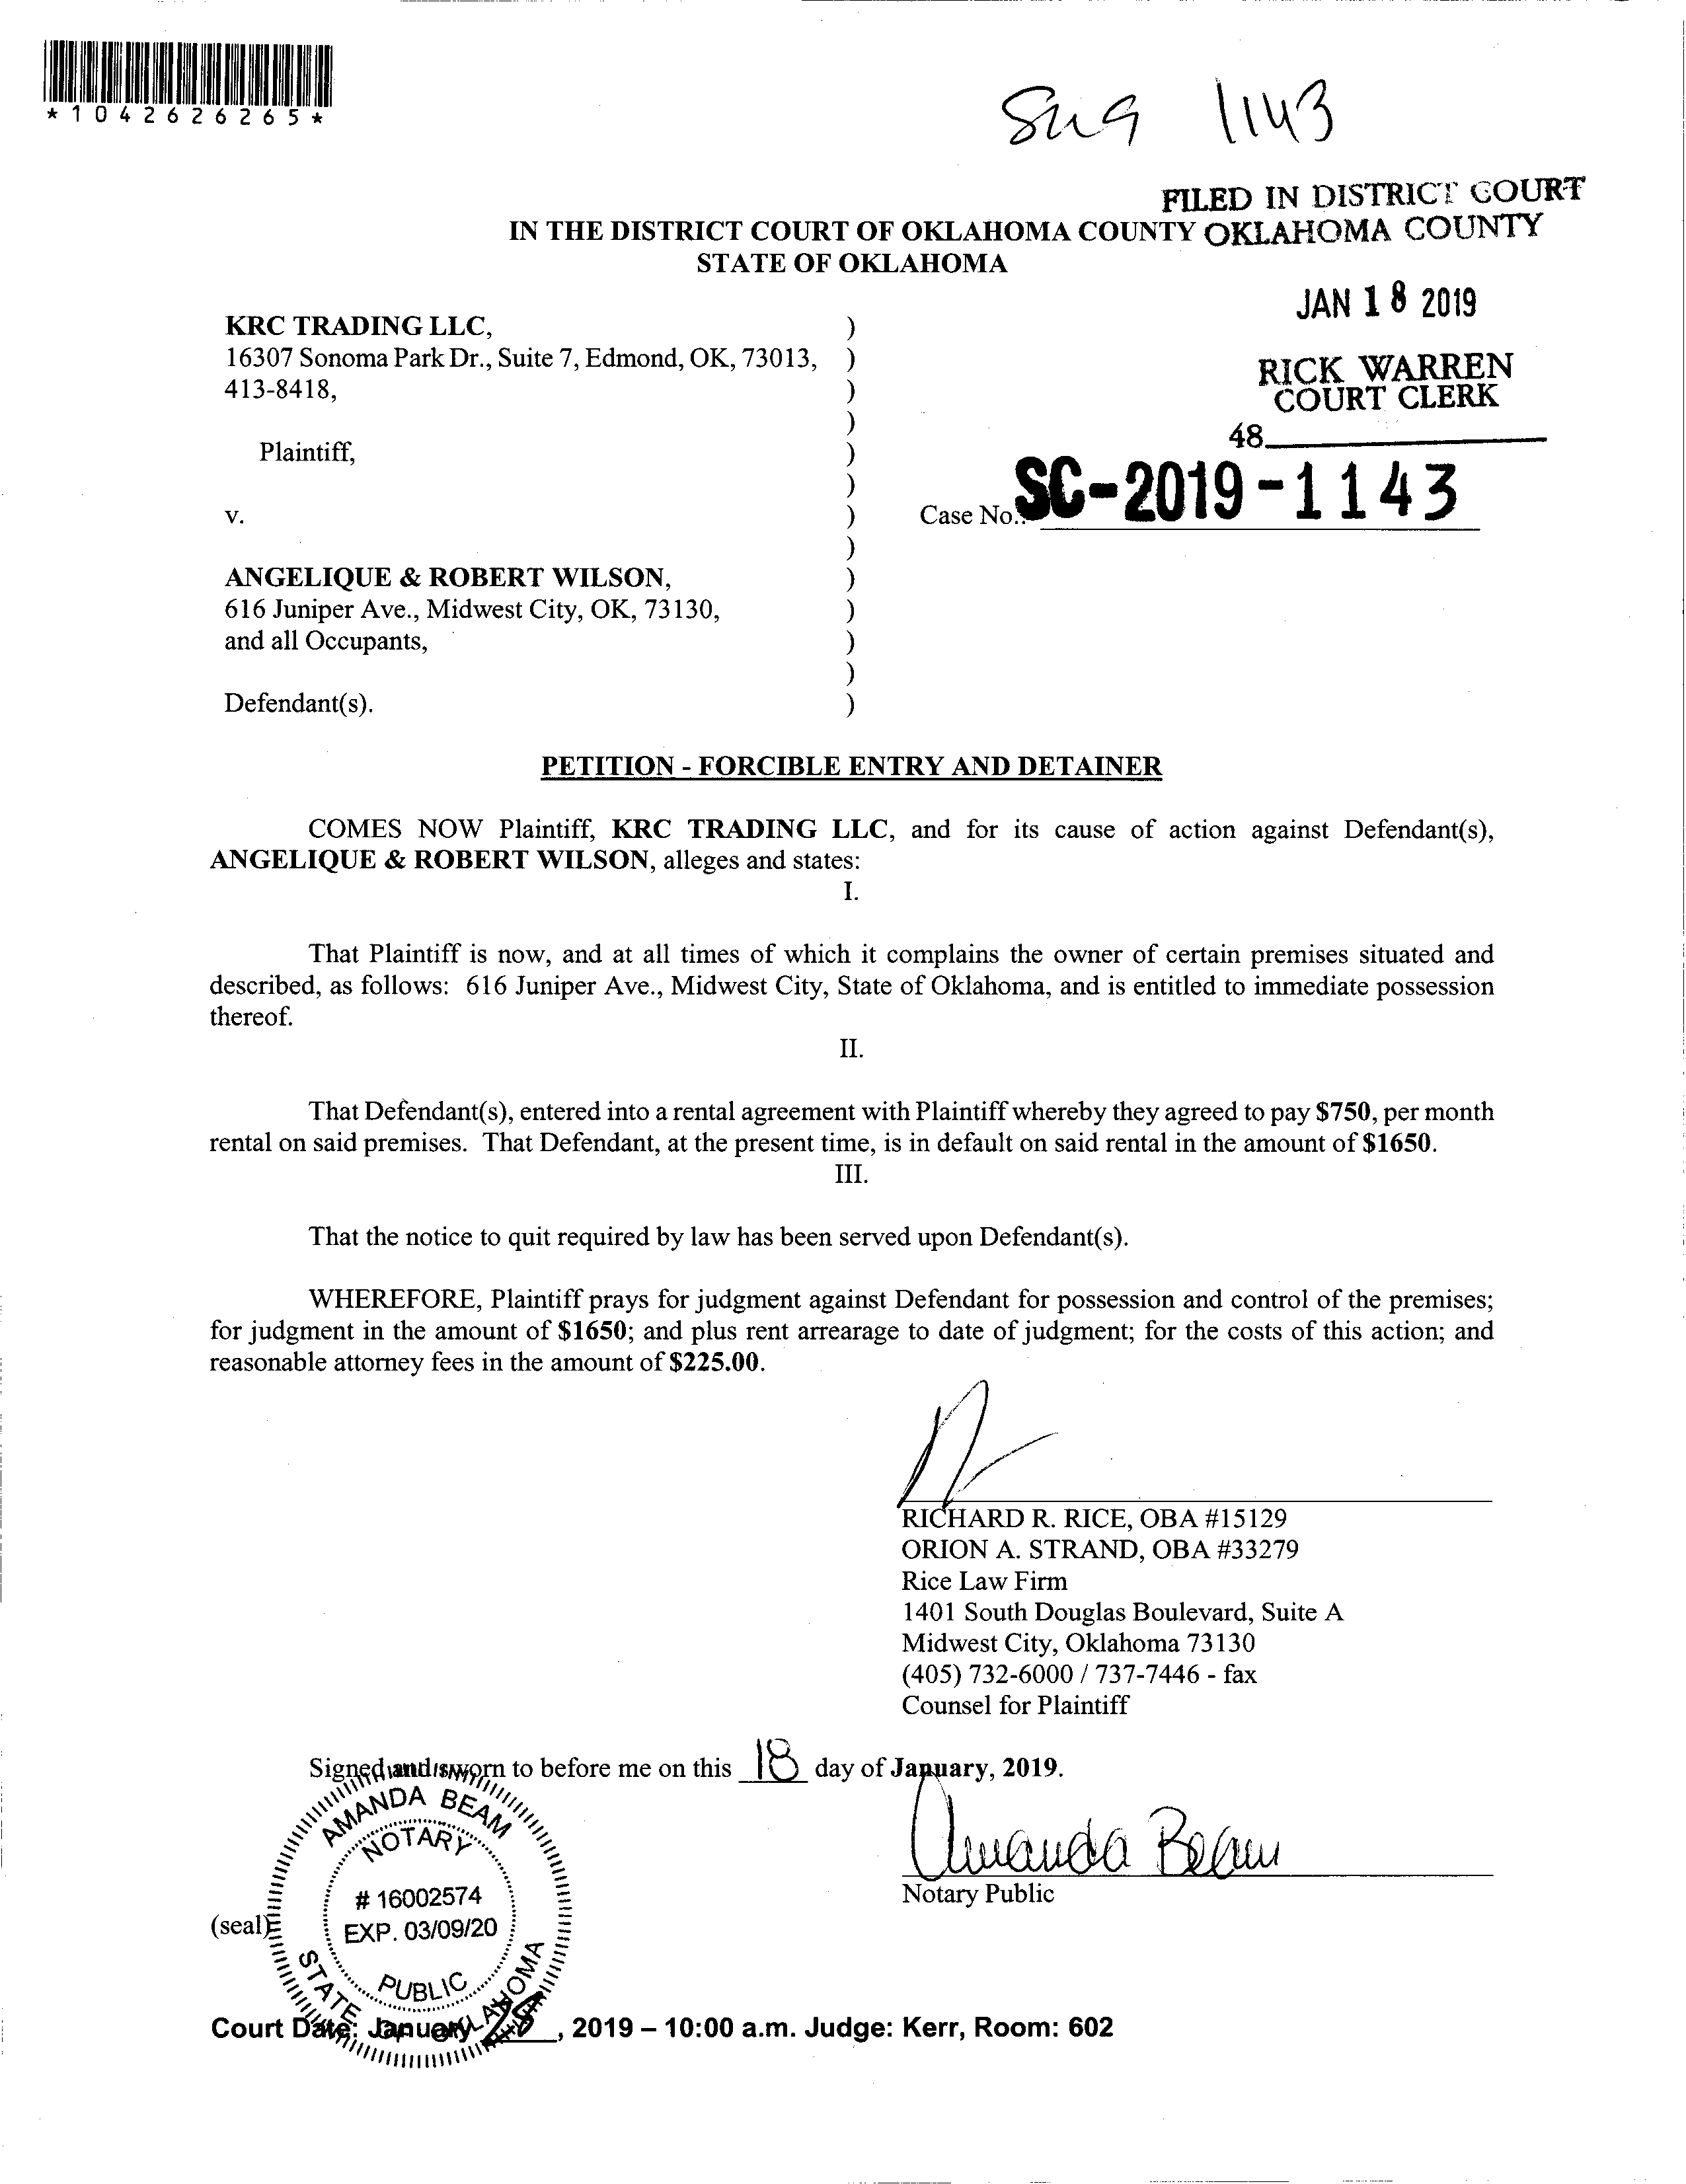 *1042626265*
1143
FILED IN DISTRICT COURT
OKLAHOMA COUNTY
IN THE DISTRICT COURT OF OKLAHOMA COUNTY
STATE OF OKLAHOMA
JAN 18 2019
RICK WARREN
COURT CLERK
48
KRC TRADING LLC, )
16307 Sonoma Park Dr., Suite 7, Edmond, OK, 73013, )
413-8418, )
)
Plaintiff, )
)
v. ) Case No.: SC-2019-1143
)
ANGELIQUE & ROBERT WILSON, )
616 Juniper Ave., Midwest City, OK, 73130, )
and all Occupants, )
)
Defendant(s). )
PETITION - FORCIBLE ENTRY AND DETAINER
COMES NOW Plaintiff, KRC TRADING LLC, and for its cause of action against Defendant(s),
ANGELIQUE & ROBERT WILSON, alleges and states:
I.
That Plaintiff is now, and at all times of which it complains the owner of certain premises situated and
described, as follows: 616 Juniper Ave., Midwest City, State of Oklahoma, and is entitled to immediate possession
thereof.
II.
That Defendant(s), entered into a rental agreement with Plaintiff whereby they agreed to pay $750, per month
rental on said premises. That Defendant, at the present time, is in default on said rental in the amount of $1650.
III.
That the notice to quit required by law has been served upon Defendant(s).
WHEREFORE, Plaintiff prays for judgment against Defendant for possession and control of the premises;
for judgment in the amount of $1650; and plus rent arrearage to date of judgment; for the costs of this action; and
reasonable attorney fees in the amount of $225.00.
RICHARD R. RICE, OBA #15129
ORION A. STRAND, OBA #33279
Rice Law Firm
1401 South Douglas Boulevard, Suite A
Midwest City, Oklahoma 73130
(405) 732-6000 / 737-7446 - fax
Counsel for Plaintiff
Signed and sworn to before me on this 18 day of January, 2019.
Amanda Beam
Notary Public
(seal)
AMANDA BEAM
NOTARY
# 16002574
EXP. 03/09/20
PUBLIC
STATE OF OKLAHOMA
Court Date: January , 2019 – 10:00 a.m. Judge: Kerr, Room: 602